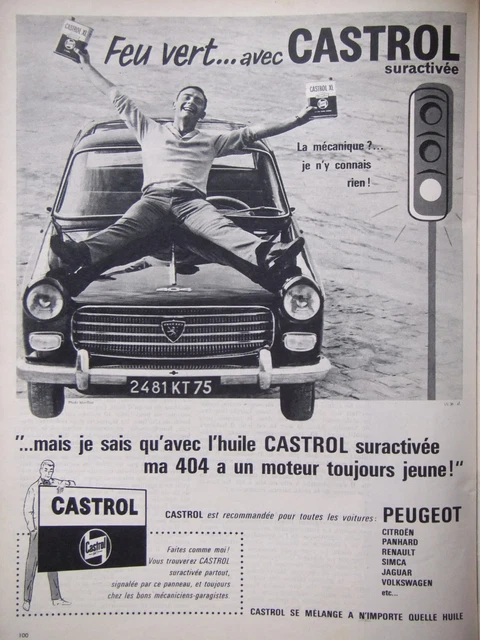 Feu vert... avec CASTROL
suractivée
CASTROL XL
La mécanique ?...
je n'y connais
rien !
404
2481 KT 75
"...mais je sais qu'avec l'huile CASTROL suractivée
ma 404 a un moteur toujours jeune!"
CASTROL
Castrol
CASTROL est recommandée pour toutes les voitures : PEUGEOT
CITROËN
PANHARD
RENAULT
SIMCA
JAGUAR
VOLKSWAGEN
etc...
Faites comme moi!
Vous trouverez CASTROL
suractivée partout,
signalée par ce panneau, et toujours
chez les bons mécaniciens-garagistes.
CASTROL SE MÉLANGE A N'IMPORTE QUELLE HUILE
100